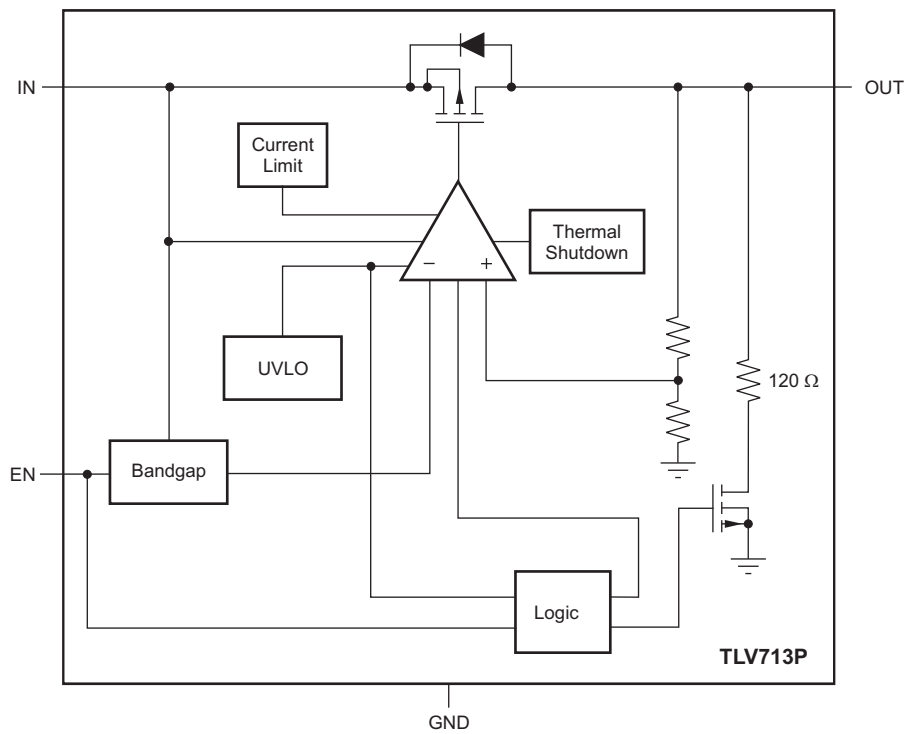 IN
OUT
Current
Limit
Thermal
Shutdown
− +
UVLO
120 Ω
EN
Bandgap
Logic
TLV713P
GND